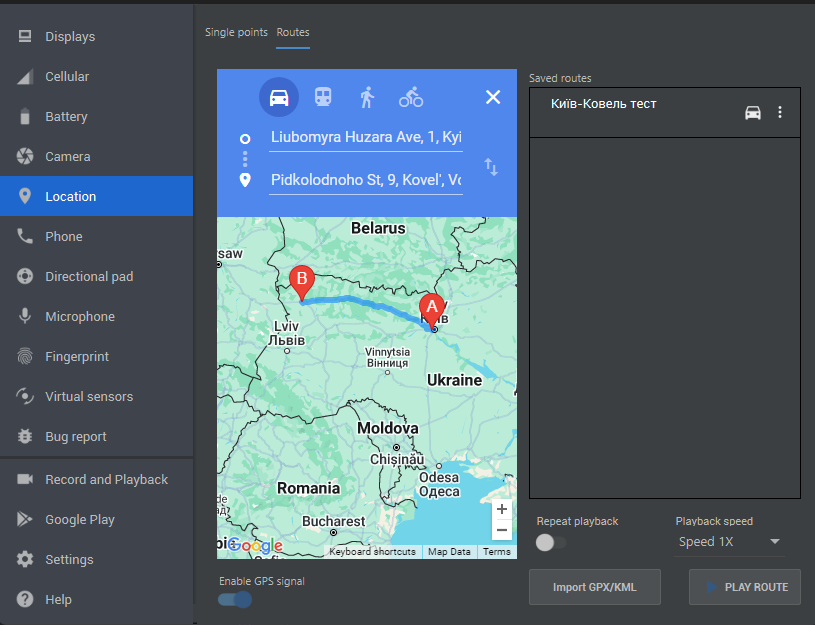 Displays
Cellular
Battery
Camera
Location
Phone
Directional pad
Microphone
Fingerprint
Virtual sensors
Bug report
Record and Playback
Google Play
Settings
Help
Single points
Routes
Liubomyra Huzara Ave, 1, Kyi
Pidkolodnoho St, 9, Kovel', Vo
Belarus
saw
B
A
Lviv
Львів
Vinnytsia
Вінниця
Ukraine
Moldova
Chișinău
Odesa
Одеса
Romania
Bucharest
Google
+
−
Keyboard shortcuts
Map Data
Terms
Enable GPS signal
Saved routes
Київ-Ковель тест
Repeat playback
Playback speed
Speed 1X
Import GPX/KML
PLAY ROUTE